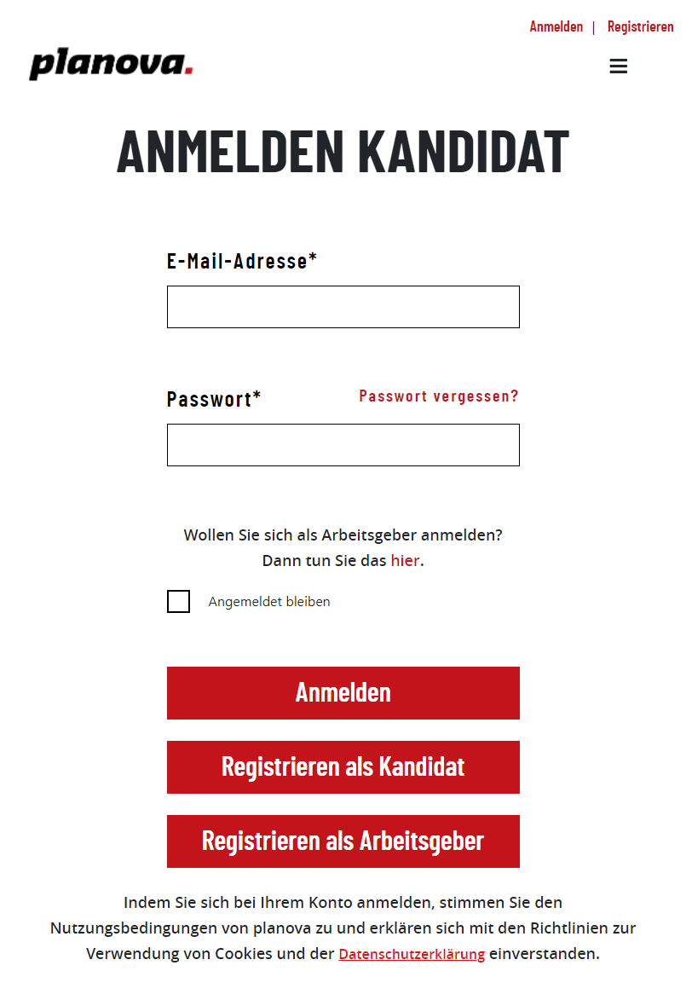 Anmelden | Registrieren
planova.
ANMELDEN KANDIDAT
E-Mail-Adresse*
Passwort* Passwort vergessen?
Wollen Sie sich als Arbeitsgeber anmelden?
Dann tun Sie das hier.
Angemeldet bleiben
Anmelden
Registrieren als Kandidat
Registrieren als Arbeitsgeber
Indem Sie sich bei Ihrem Konto anmelden, stimmen Sie den
Nutzungsbedingungen von planova zu und erklären sich mit den Richtlinien zur
Verwendung von Cookies und der Datenschutzerklärung einverstanden.